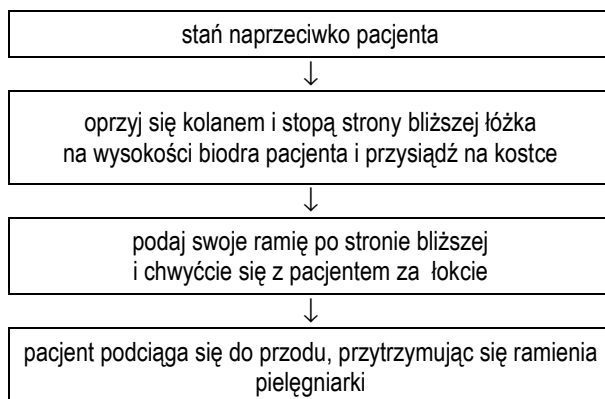 stań naprzeciwko pacjenta
↓
oprzyj się kolanem i stopą strony bliższej łóżka
na wysokości biodra pacjenta i przysiądź na kostce
↓
podaj swoje ramię po stronie bliższej
i chwyćcie się z pacjentem za łokcie
↓
pacjent podciąga się do przodu, przytrzymując się ramienia
pielęgniarki